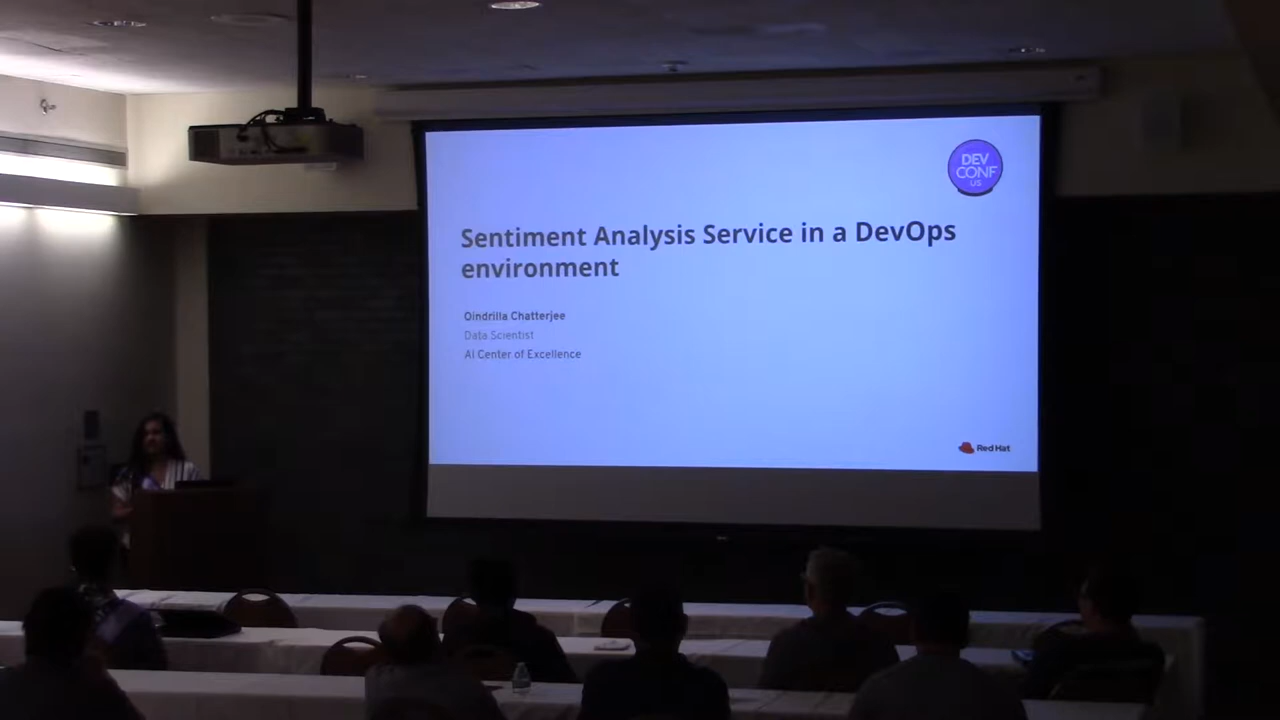 DEV
CONF
US
Sentiment Analysis Service in a DevOps
environment
Oindrilla Chatterjee
Data Scientist
AI Center of Excellence
Red Hat